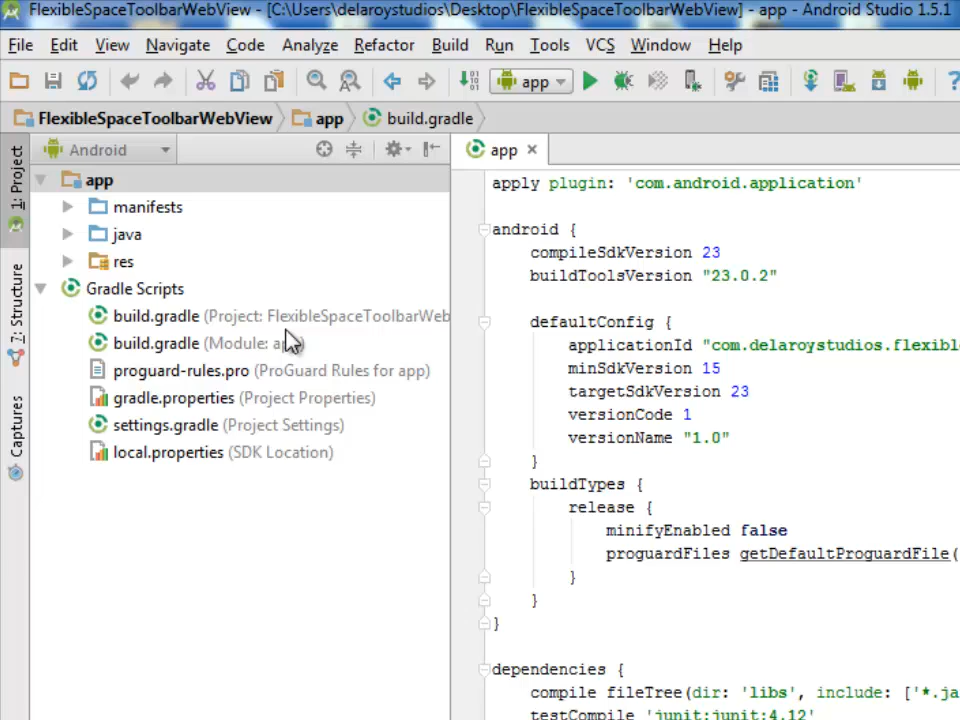 FlexibleSpaceToolbarWebView - [C:\Users\delaroystudios\Desktop\FlexibleSpaceToolbarWebView] - app - Android Studio 1.5.1
File Edit View Navigate Code Analyze Refactor Build Run Tools VCS Window Help
app
FlexibleSpaceToolbarWebView app build.gradle
1: Project
7: Structure
Captures
Android
app
manifests
java
res
Gradle Scripts
build.gradle (Project: FlexibleSpaceToolbarWeb
build.gradle (Module: app)
proguard-rules.pro (ProGuard Rules for app)
gradle.properties (Project Properties)
settings.gradle (Project Settings)
local.properties (SDK Location)
app
apply plugin: 'com.android.application'
android {
compileSdkVersion 23
buildToolsVersion "23.0.2"
defaultConfig {
applicationId "com.delaroystudios.flexibl
minSdkVersion 15
targetSdkVersion 23
versionCode 1
versionName "1.0"
}
buildTypes {
release {
minifyEnabled false
proguardFiles getDefaultProguardFile(
}
}
}
dependencies {
compile fileTree(dir: 'libs', include: ['*.ja
testCompile 'junit:junit:4.12'